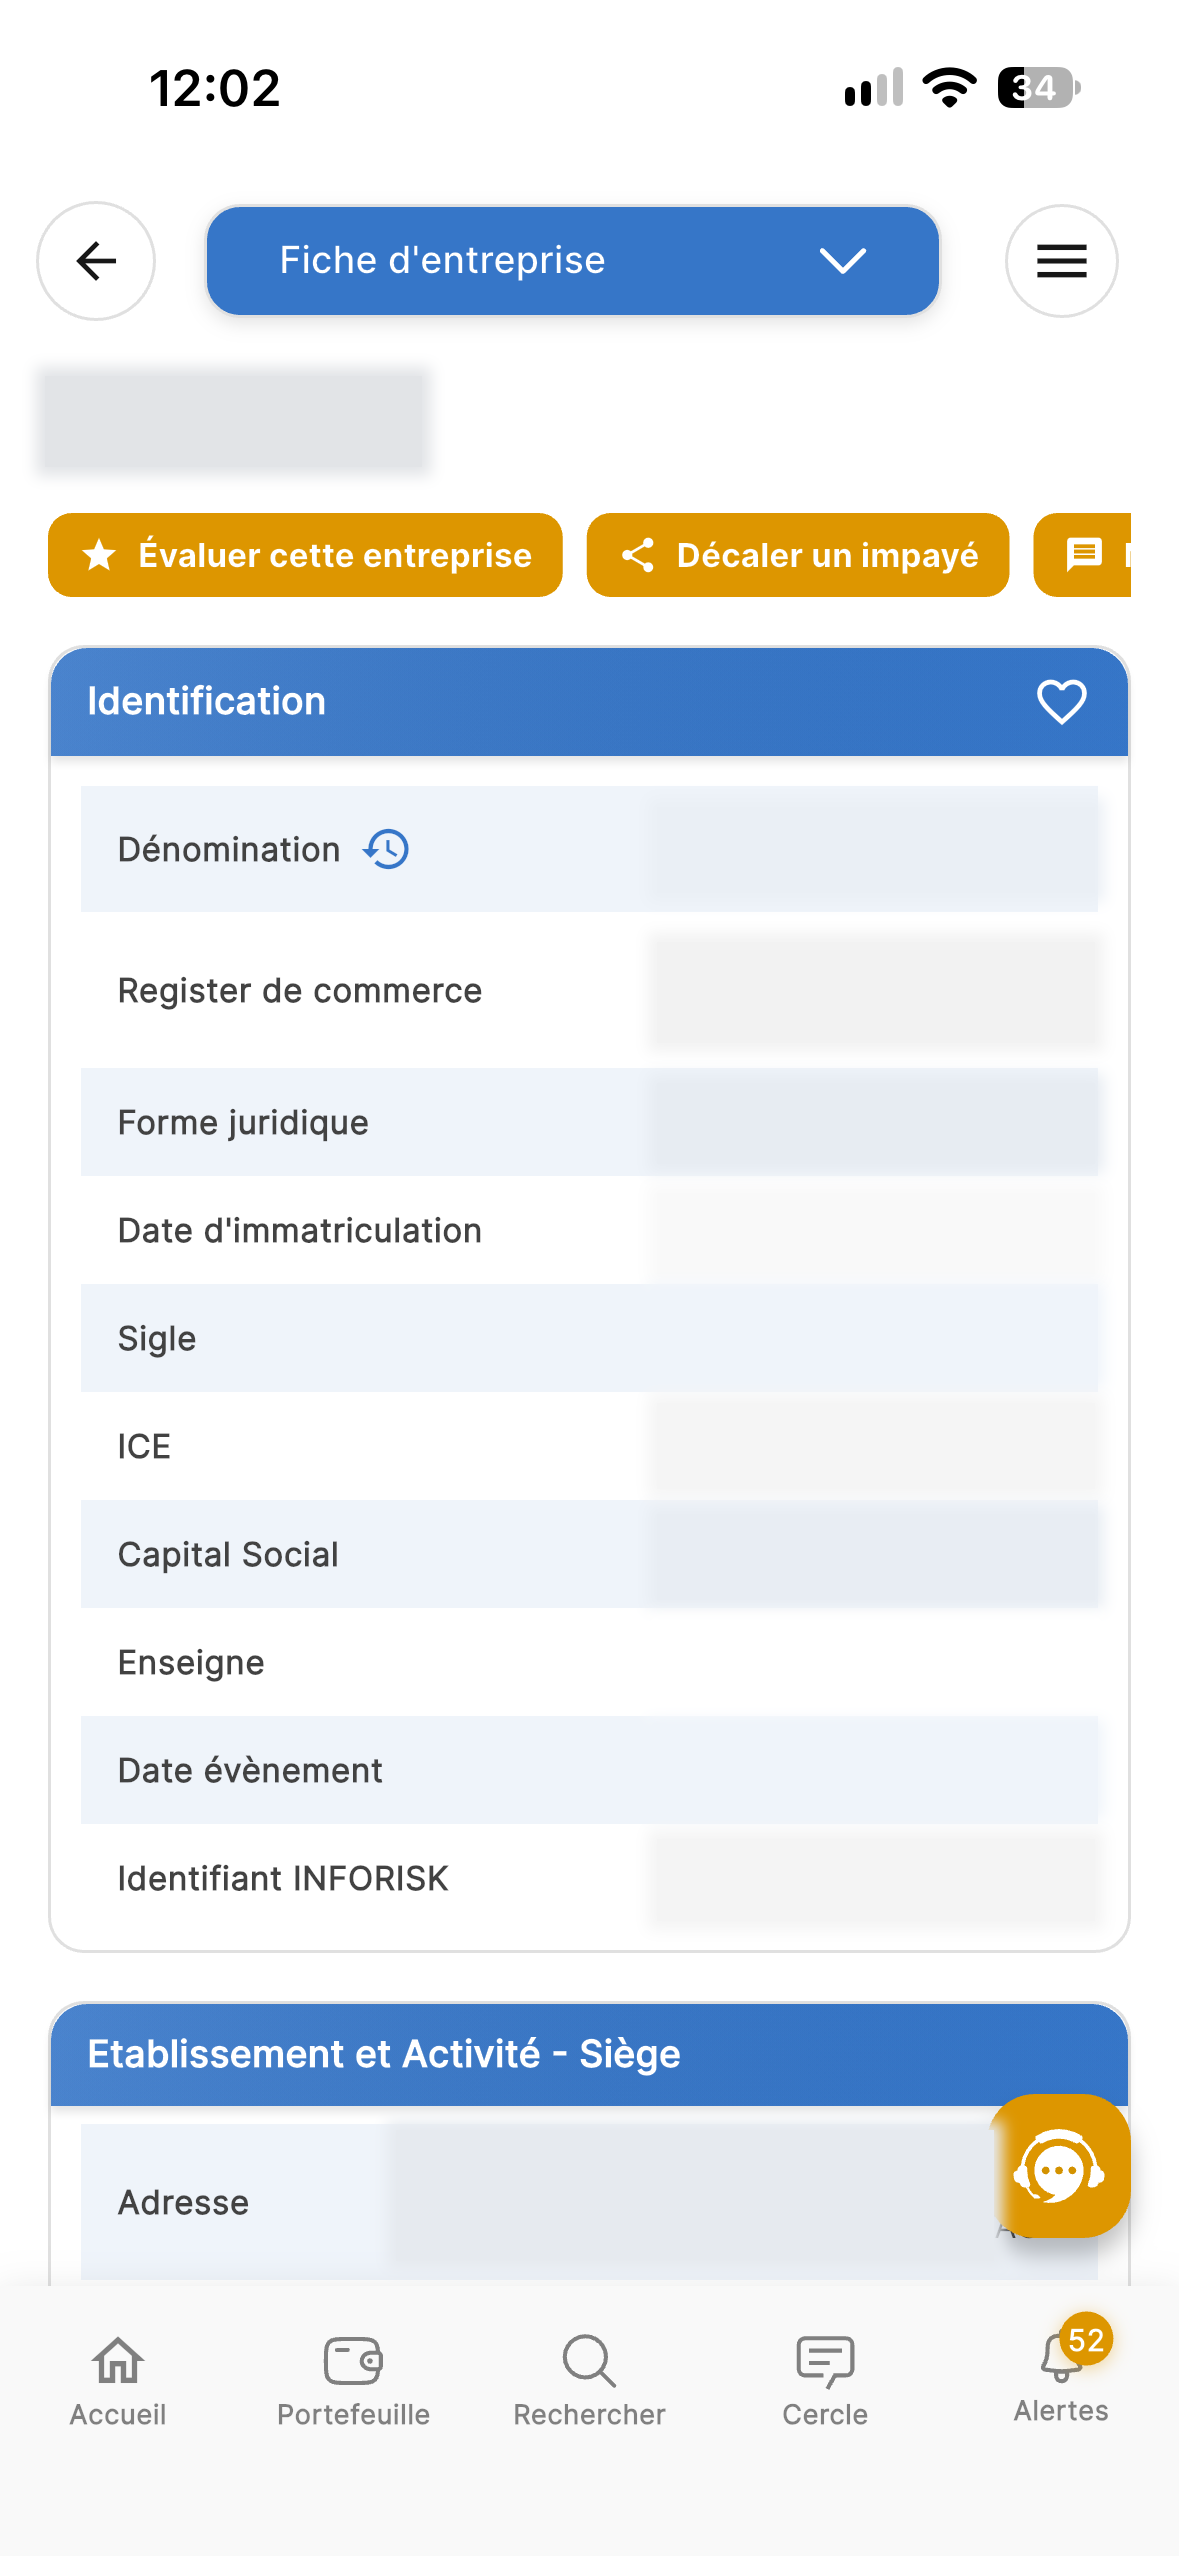 12:02
34
Fiche d'entreprise
Évaluer cette entreprise
Décaler un impayé
Identification
Dénomination
Register de commerce
Forme juridique
Date d'immatriculation
Sigle
ICE
Capital Social
Enseigne
Date évènement
Identifiant INFORISK
Etablissement et Activité - Siège
Adresse
52
Accueil
Portefeuille
Rechercher
Cercle
Alertes